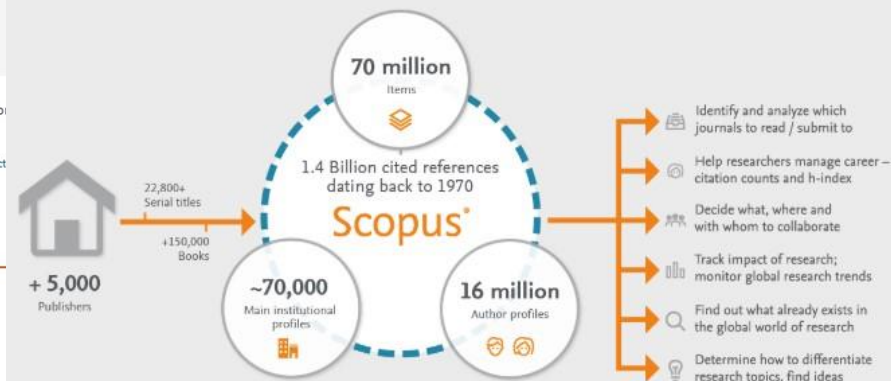 70 million
Items
1.4 Billion cited references
dating back to 1970
Scopus®
22,800+
Serial titles
+150,000
Books
+ 5,000
Publishers
~70,000
Main institutional
profiles
16 million
Author profiles
Identify and analyze which
journals to read / submit to
Help researchers manage career –
citation counts and h-index
Decide what, where and
with whom to collaborate
Track impact of research;
monitor global research trends
Find out what already exists in
the global world of research
Determine how to differentiate
research topics, find ideas